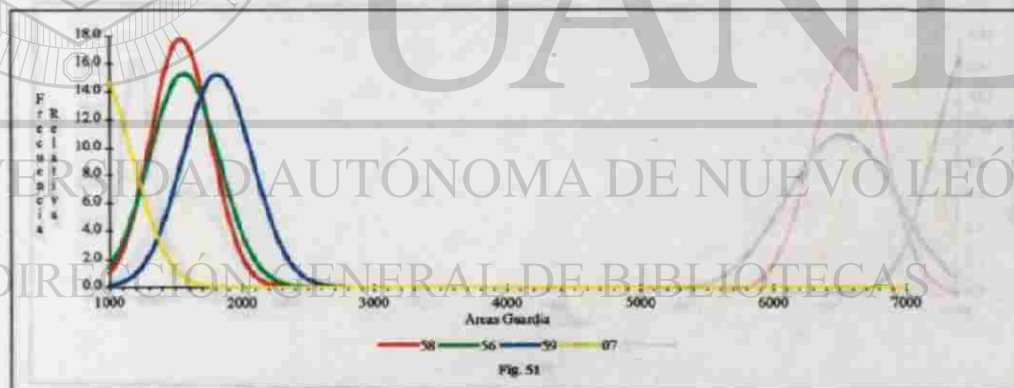 UANL
UNIVERSIDAD AUTÓNOMA DE NUEVO LEÓN
DIRECCIÓN GENERAL DE BIBLIOTECAS
Frecuencia
Relativa
18.0
16.0
14.0
12.0
10.0
8.0
6.0
4.0
2.0
0.0
1000 2000 3000 4000 5000 6000 7000
Areas Guardia
58 56 59 07
Fig. 51